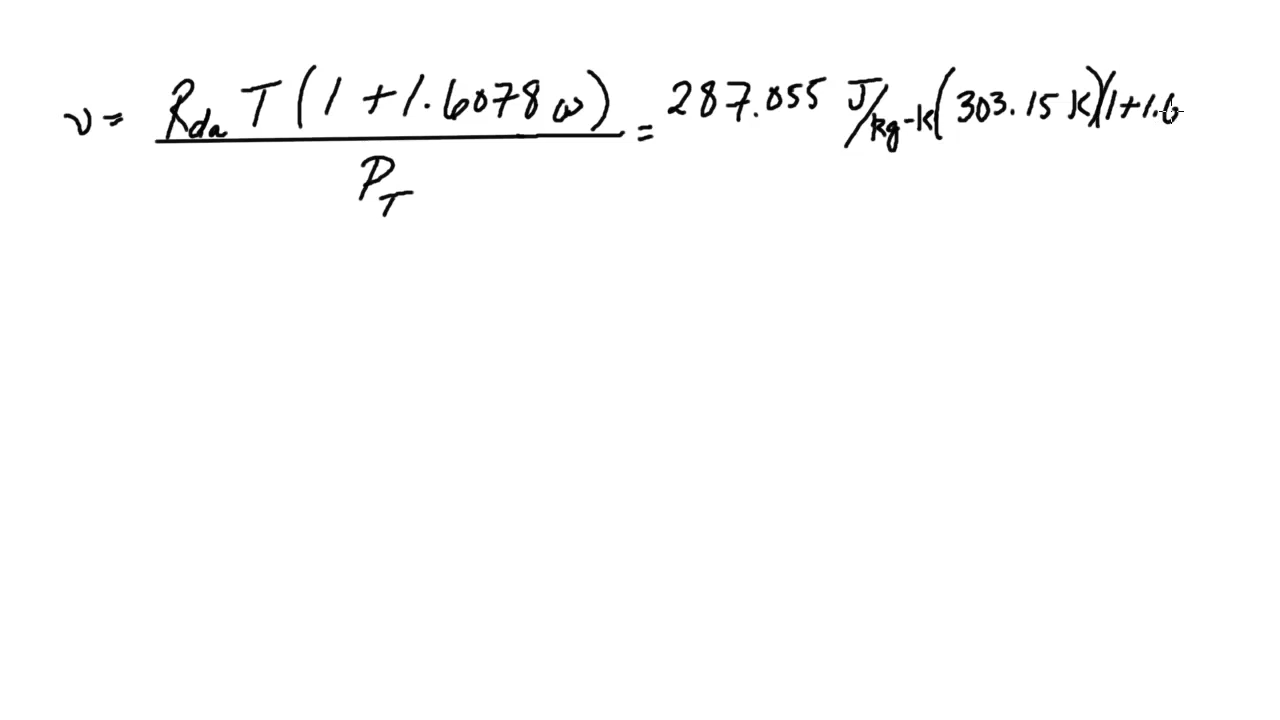 ν = R_da T (1 + 1.6078 ω) / P_T = 287.055 J/kg-K (303.15 K)(1+1.6